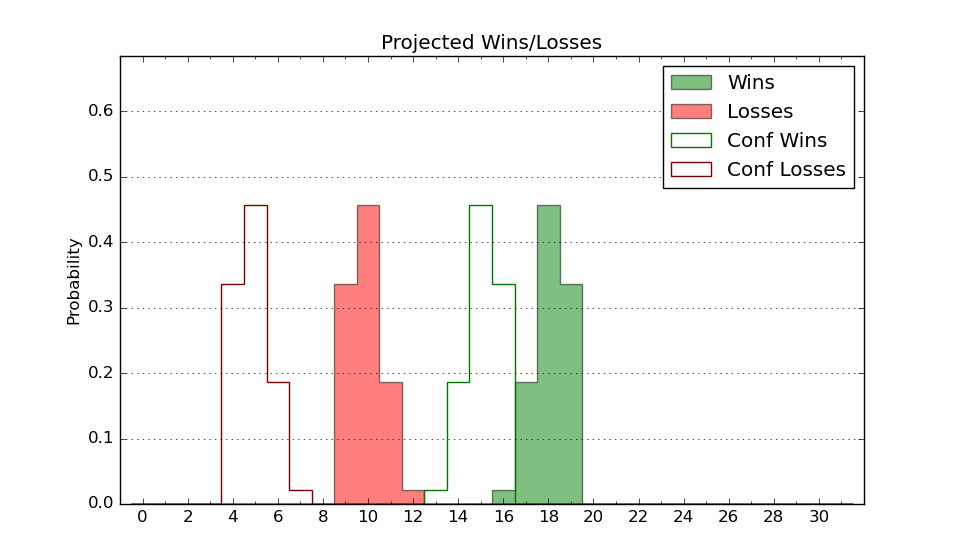 Projected Wins/Losses
Wins
Losses
Conf Wins
Conf Losses
Probability
0.6
0.5
0.4
0.3
0.2
0.1
0.0
0 2 4 6 8 10 12 14 16 18 20 22 24 26 28 30